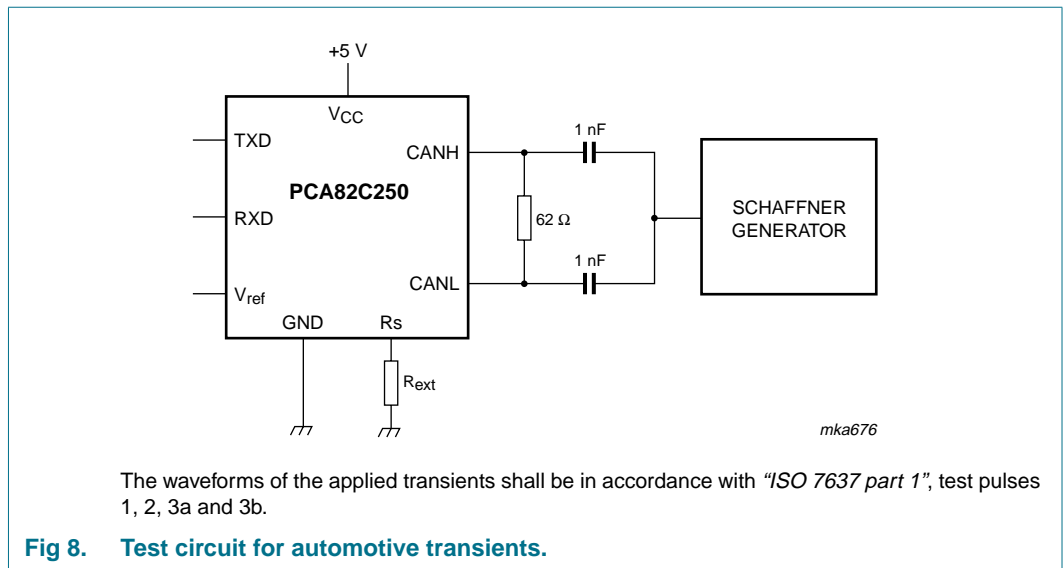 +5 V
VCC
TXD
CANH
1 nF
PCA82C250
RXD
62 Ω
SCHAFFNER
GENERATOR
1 nF
CANL
Vref
GND
Rs
Rext
mka676
The waveforms of the applied transients shall be in accordance with “ISO 7637 part 1”, test pulses
1, 2, 3a and 3b.
Fig 8. Test circuit for automotive transients.